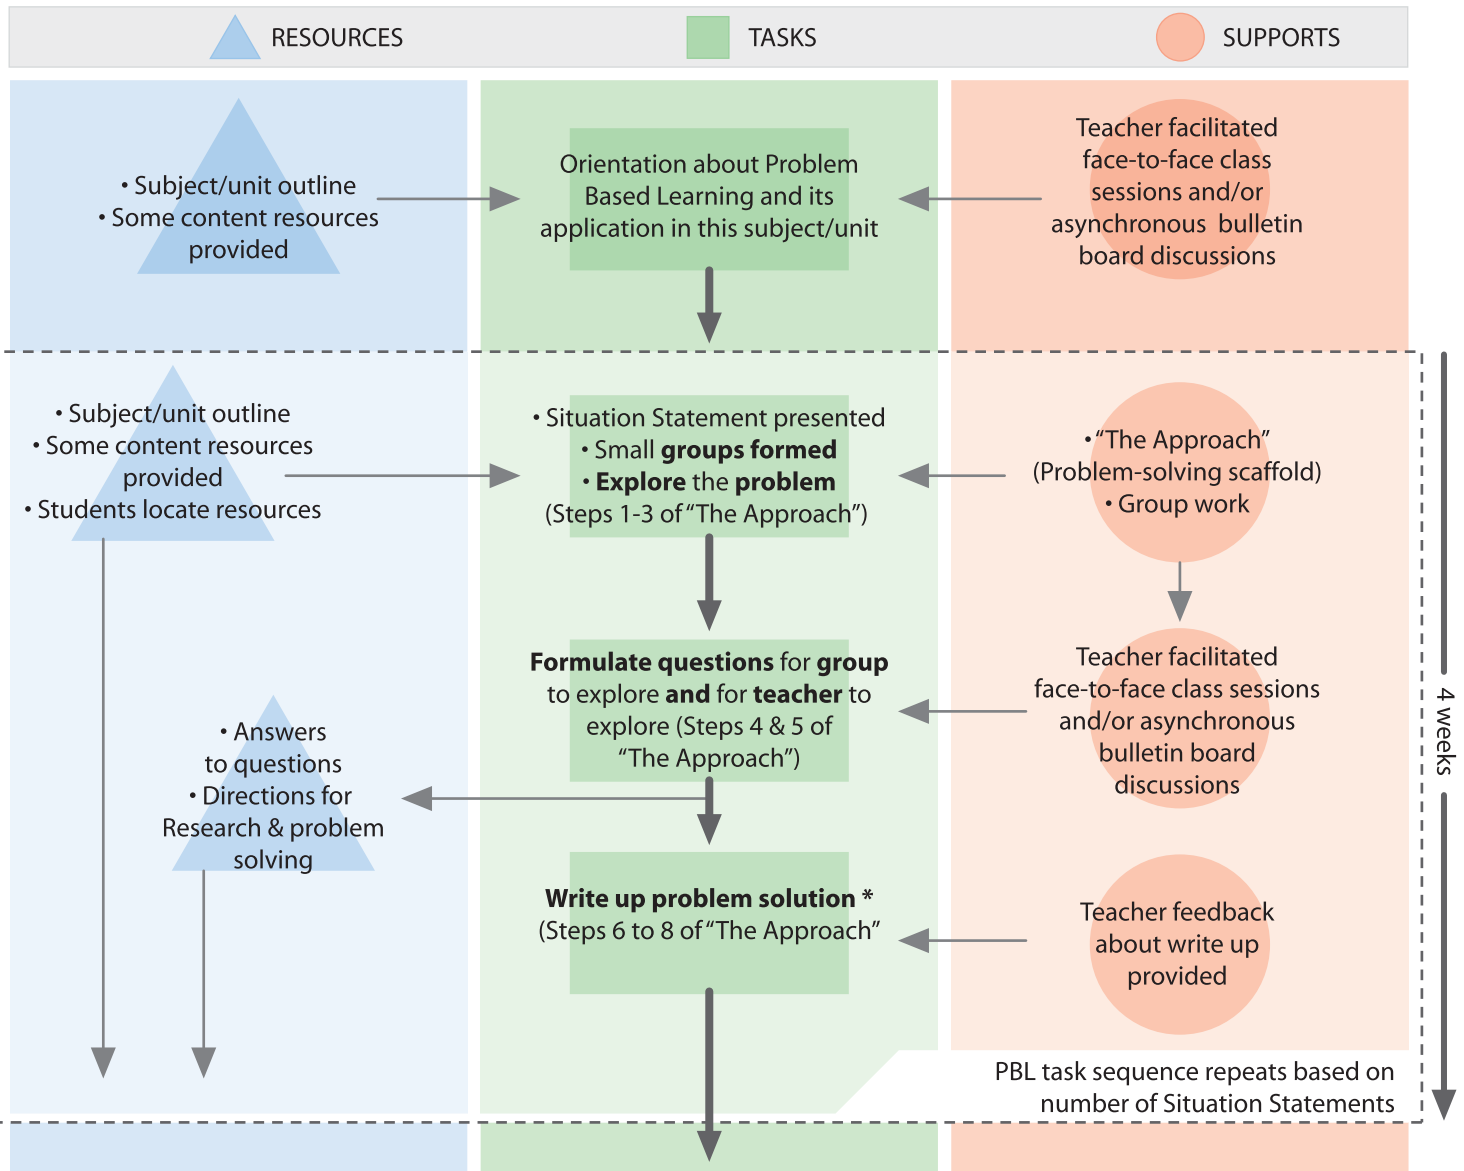 RESOURCES
TASKS
SUPPORTS
• Subject/unit outline
• Some content resources
provided
Orientation about Problem
Based Learning and its
application in this subject/unit
Teacher facilitated
face-to-face class
sessions and/or
asynchronous bulletin
board discussions
• Subject/unit outline
• Some content resources
provided
• Students locate resources
• Situation Statement presented
• Small groups formed
• Explore the problem
(Steps 1-3 of “The Approach”)
• “The Approach”
(Problem-solving scaffold)
• Group work
Formulate questions for group
to explore and for teacher to
explore (Steps 4 & 5 of
“The Approach”)
Teacher facilitated
face-to-face class sessions
and/or asynchronous
bulletin board
discussions
4 weeks
• Answers
to questions
• Directions for
Research & problem
solving
Write up problem solution *
(Steps 6 to 8 of “The Approach”
Teacher feedback
about write up
provided
PBL task sequence repeats based on
number of Situation Statements